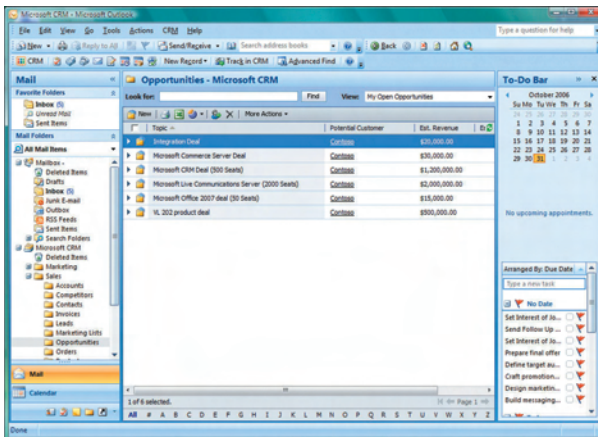 Microsoft CRM - Microsoft Outlook
File Edit View Go Tools Actions CRM Help
Type a question for help
New Reply to All Send/Receive Search address books Back
CRM New Record Track in CRM Advanced Find
Mail
Favorite Folders
Inbox (5)
Unread Mail
Sent Items
Mail Folders
All Mail Items
Mailbox -
Deleted Items
Drafts
Inbox (5)
Junk E-mail
Outbox
RSS Feeds
Sent Items
Search Folders
Microsoft CRM
Deleted Items
Marketing
Sales
Accounts
Competitors
Contacts
Invoices
Leads
Marketing Lists
Opportunities
Orders
Mail
Calendar
Opportunities - Microsoft CRM
Look for: Find View: My Open Opportunities
New More Actions
Topic Potential Customer Est. Revenue
Integration Deal Contoso $20,000.00
Microsoft Commerce Server Deal Contoso $30,000.00
Microsoft CRM Deal (500 Seats) Contoso $1,200,000.00
Microsoft Live Communications Server (2000 Seats) Contoso $2,000,000.00
Microsoft Office 2007 deal (50 Seats) Contoso $15,000.00
VL 202 product deal Contoso $500,000.00
1 of 6 selected. Page 1
All # A B C D E F G H I J K L M N O P Q R S T U V W X Y Z
To-Do Bar
October 2006
Su Mo Tu We Th Fr Sa
24 25 26 27 28 29 30
1 2 3 4 5 6 7
8 9 10 11 12 13 14
15 16 17 18 19 20 21
22 23 24 25 26 27 28
29 30 31 1 2 3 4
No upcoming appointments.
Arranged By: Due Date
Type a new task
No Date
Set Interest of Jo...
Send Follow Up ...
Set Interest of Jo...
Prepare final offer
Define target au...
Craft promotion...
Design marketin...
Build messaging...
Done